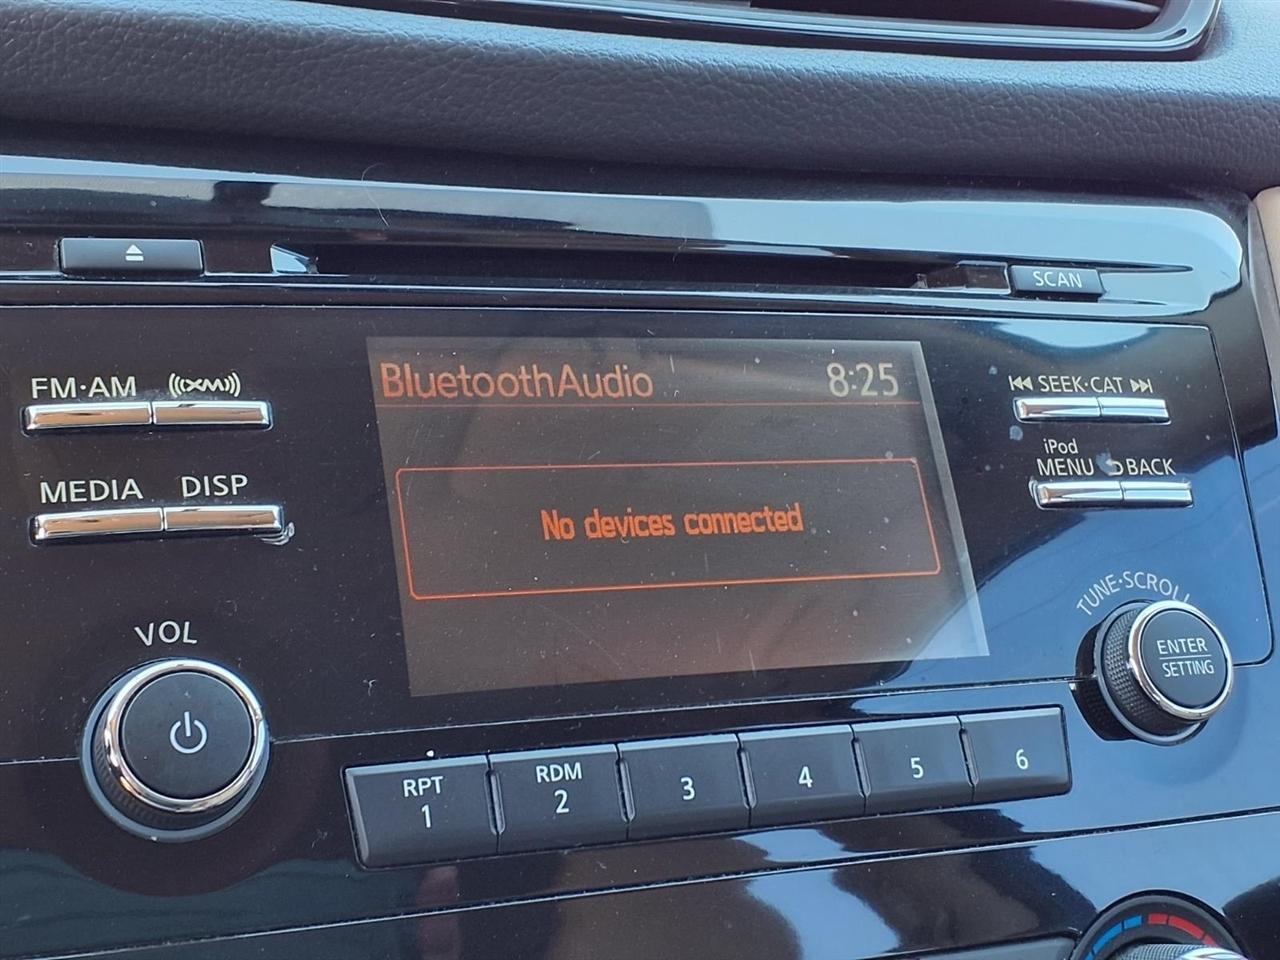 SCAN
FM·AM
XM
SEEK·CAT
BluetoothAudio 8:25
iPod
MENU BACK
MEDIA DISP
No devices connected
TUNE·SCROLL
VOL
ENTER
SETTING
RPT
1
RDM
2
3
4
5
6